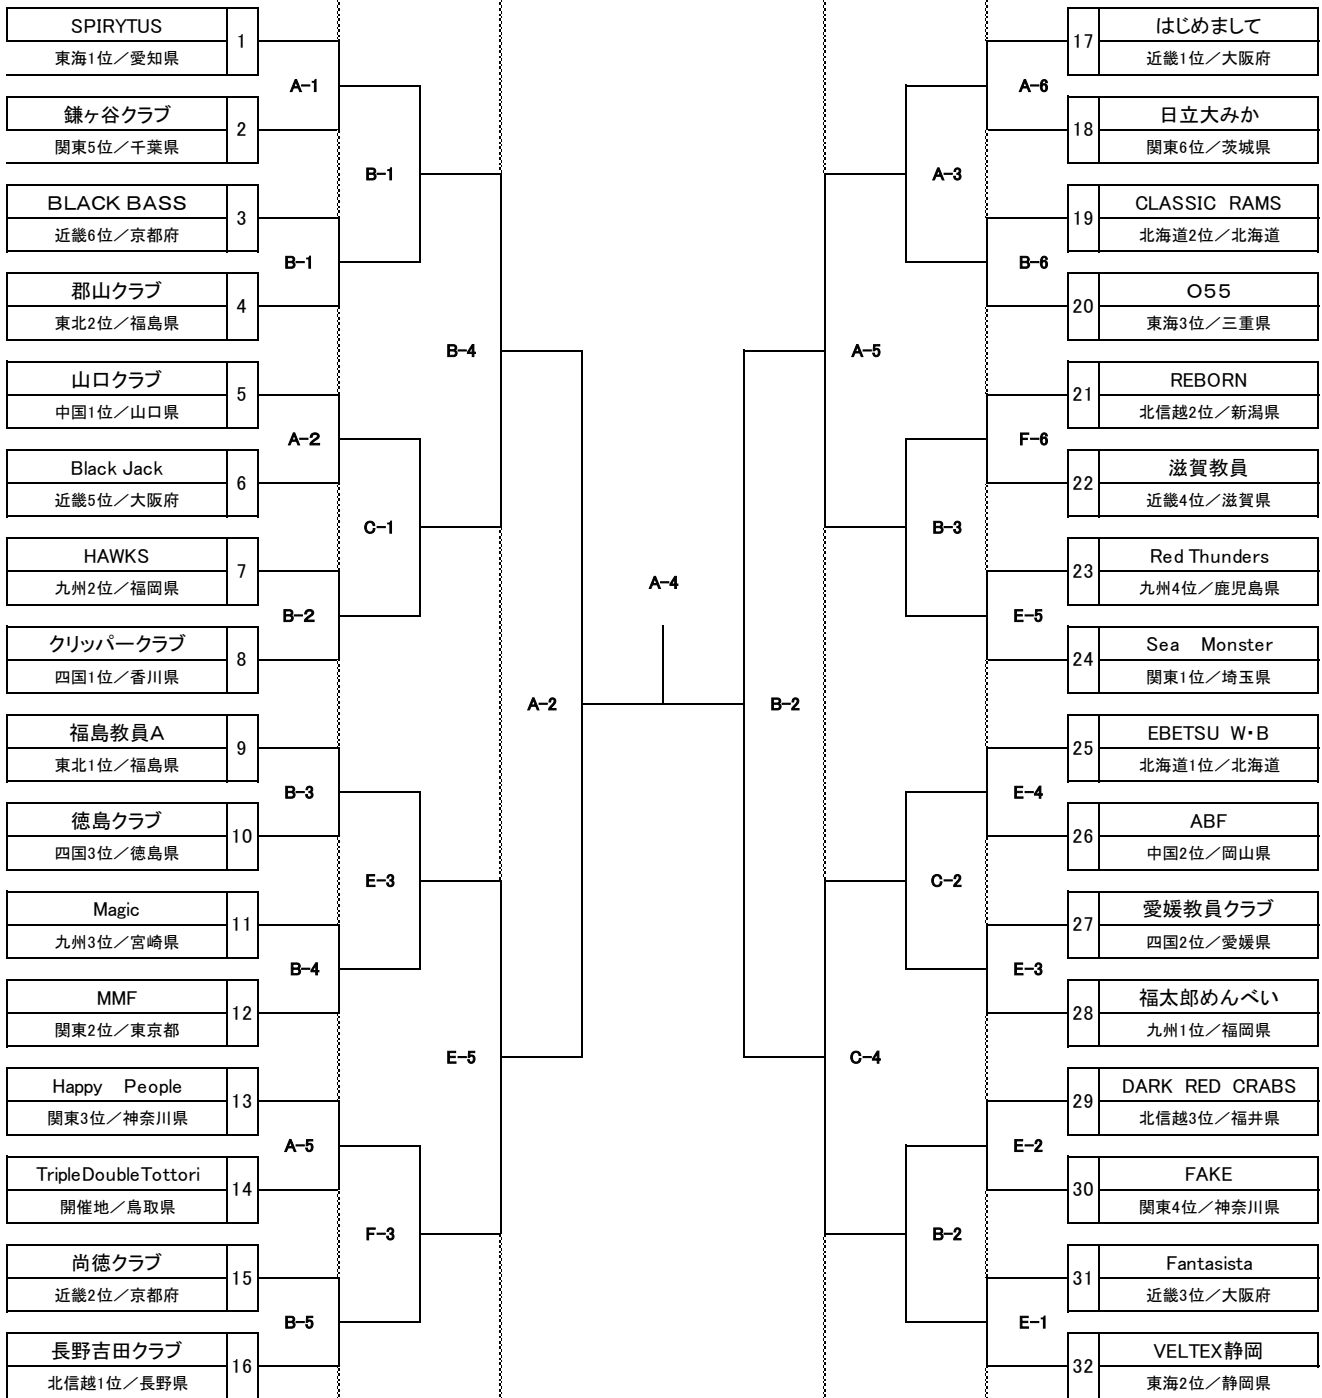 SPIRYTUS
1
東海1位／愛知県
A-1
鎌ヶ谷クラブ
2
関東5位／千葉県
B-1
BLACK BASS
3
近畿6位／京都府
B-1
郡山クラブ
4
東北2位／福島県
B-4
山口クラブ
5
中国1位／山口県
A-2
Black Jack
6
近畿5位／大阪府
C-1
HAWKS
7
九州2位／福岡県
B-2
クリッパークラブ
8
四国1位／香川県
A-2
福島教員A
9
東北1位／福島県
B-3
徳島クラブ
10
四国3位／徳島県
E-3
Magic
11
九州3位／宮崎県
B-4
MMF
12
関東2位／東京都
E-5
Happy People
13
関東3位／神奈川県
A-5
TripleDoubleTottori
14
開催地／鳥取県
F-3
尚徳クラブ
15
近畿2位／京都府
B-5
長野吉田クラブ
16
北信越1位／長野県
A-4
17
はじめまして
近畿1位／大阪府
A-6
18
日立大みか
関東6位／茨城県
A-3
19
CLASSIC RAMS
北海道2位／北海道
B-6
20
O55
東海3位／三重県
A-5
21
REBORN
北信越2位／新潟県
F-6
22
滋賀教員
近畿4位／滋賀県
B-3
23
Red Thunders
九州4位／鹿児島県
E-5
24
Sea Monster
関東1位／埼玉県
B-2
25
EBETSU W・B
北海道1位／北海道
E-4
26
ABF
中国2位／岡山県
C-2
27
愛媛教員クラブ
四国2位／愛媛県
E-3
28
福太郎めんべい
九州1位／福岡県
C-4
29
DARK RED CRABS
北信越3位／福井県
E-2
30
FAKE
関東4位／神奈川県
B-2
31
Fantasista
近畿3位／大阪府
E-1
32
VELTEX静岡
東海2位／静岡県